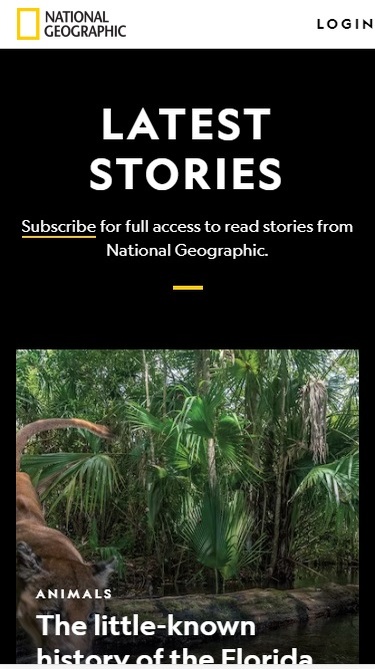 NATIONAL
GEOGRAPHIC
LOGIN
LATEST
STORIES
Subscribe for full access to read stories from
National Geographic.
ANIMALS
The little-known
history of the Florida